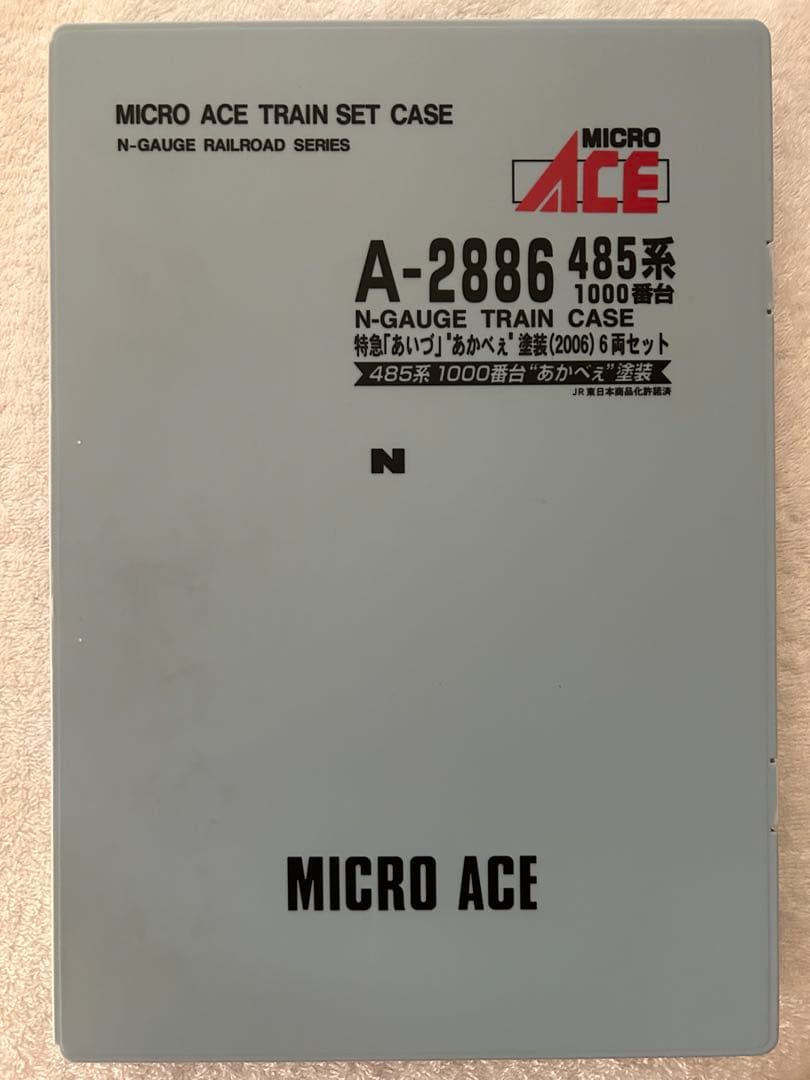 MICRO ACE TRAIN SET CASE
N-GAUGE RAILROAD SERIES
MICRO
ACE
A-2886 485系
1000番台
N-GAUGE TRAIN CASE
特急「あいづ」"あかべぇ"塗装(2006)6両セット
485系 1000番台"あかべぇ"塗装
JR東日本商品化許諾済
N
MICRO ACE